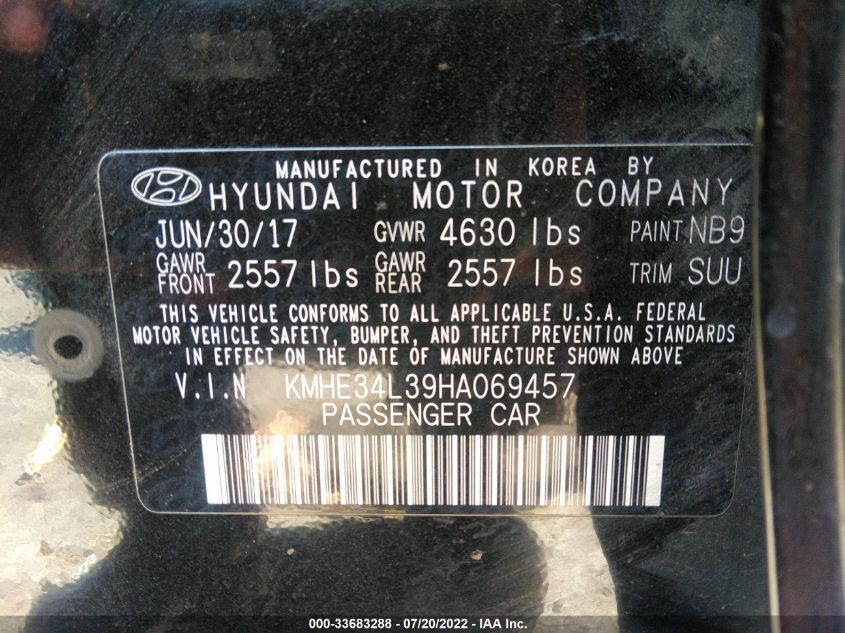 MANUFACTURED IN KOREA BY
HYUNDAI MOTOR COMPANY
JUN/30/17 GVWR 4630 lbs PAINT NB9
GAWR FRONT 2557 lbs GAWR REAR 2557 lbs TRIM SUU
THIS VEHICLE CONFORMS TO ALL APPLICABLE U.S.A. FEDERAL
MOTOR VEHICLE SAFETY, BUMPER, AND THEFT PREVENTION STANDARDS
IN EFFECT ON THE DATE OF MANUFACTURE SHOWN ABOVE
V.I.N KMHE34L39HA069457
PASSENGER CAR
000-33683288 - 07/20/2022 - IAA Inc.